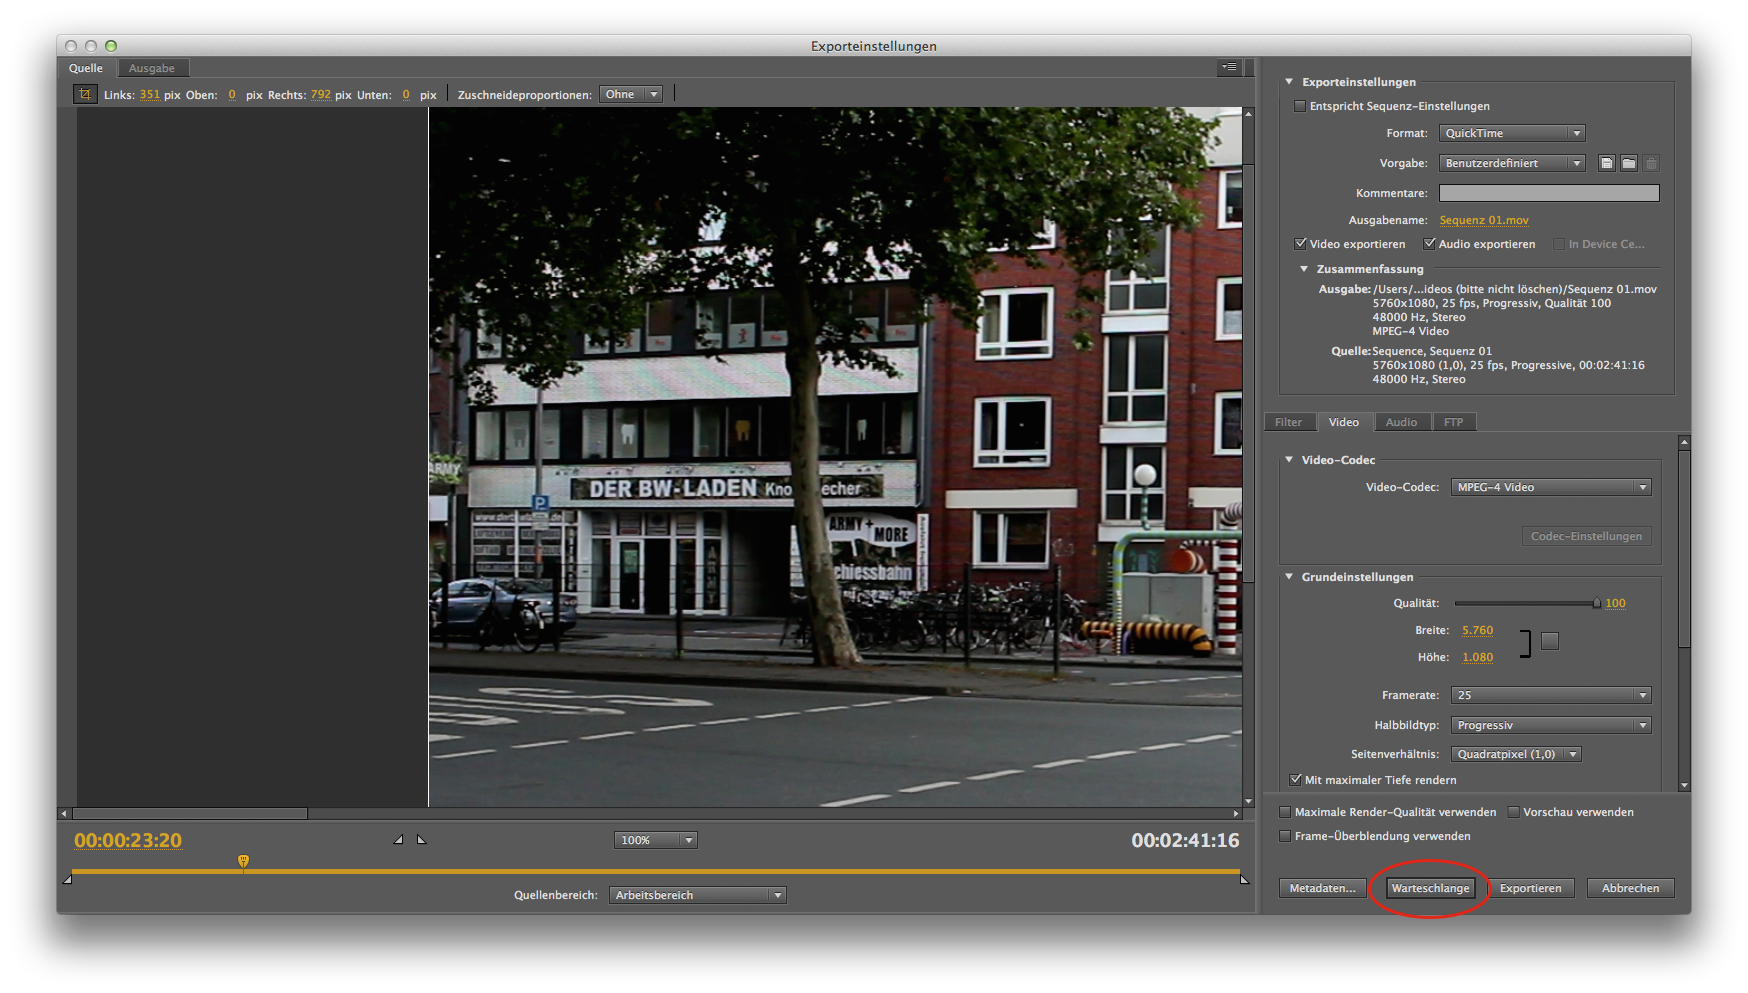 Exporteinstellungen
Quelle
Ausgabe
Links: 351 pix Oben: 0 pix Rechts: 792 pix Unten: 0 pix
Zuschneideproportionen: Ohne
ARMY
DER BW-LADEN
ARMY +
MORE
chiessbahn
P
ARMY
00:00:23:20
100%
00:02:41:16
Quellenbereich: Arbeitsbereich
Exporteinstellungen
Entspricht Sequenz-Einstellungen
Format: QuickTime
Vorgabe: Benutzerdefiniert
Kommentare:
Ausgabename: Sequenz 01.mov
Video exportieren
Audio exportieren
In Device Ce...
Zusammenfassung
Ausgabe: /Users/...ideos (bitte nicht löschen)/Sequenz 01.mov
5760x1080, 25 fps, Progressiv, Qualität 100
48000 Hz, Stereo
MPEG-4 Video
Quelle: Sequence, Sequenz 01
5760x1080 (1,0), 25 fps, Progressive, 00:02:41:16
48000 Hz, Stereo
Filter
Video
Audio
FTP
Video-Codec
Video-Codec: MPEG-4 Video
Codec-Einstellungen
Grundeinstellungen
Qualität: 100
Breite: 5.760
Höhe: 1.080
Framerate: 25
Halbbildtyp: Progressiv
Seitenverhältnis: Quadratpixel (1,0)
Mit maximaler Tiefe rendern
Maximale Render-Qualität verwenden
Vorschau verwenden
Frame-Überblendung verwenden
Metadaten...
Warteschlange
Exportieren
Abbrechen